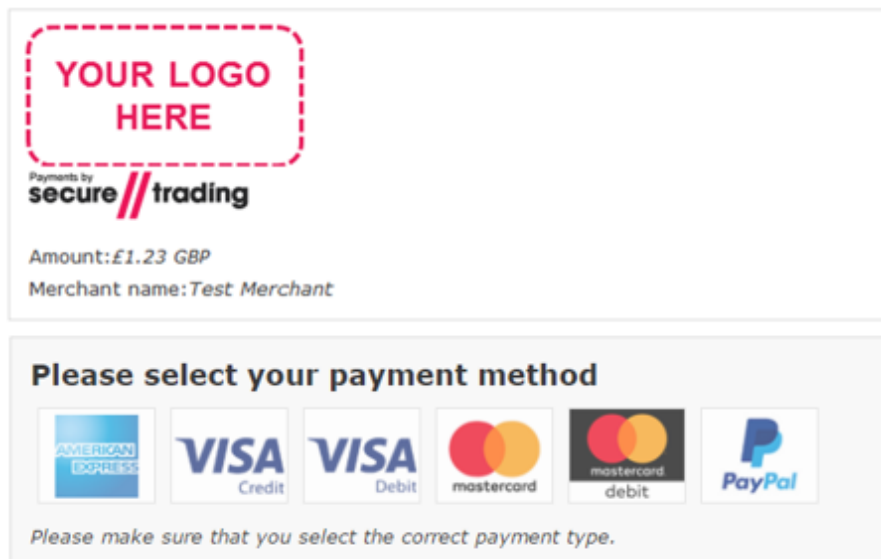 YOUR LOGO
HERE
Payments by
secure//trading
Amount:£1.23 GBP
Merchant name:Test Merchant
Please select your payment method
AMERICAN
EXPRESS
VISA
Credit
VISA
Debit
mastercard
mastercard.
debit
PayPal
Please make sure that you select the correct payment type.